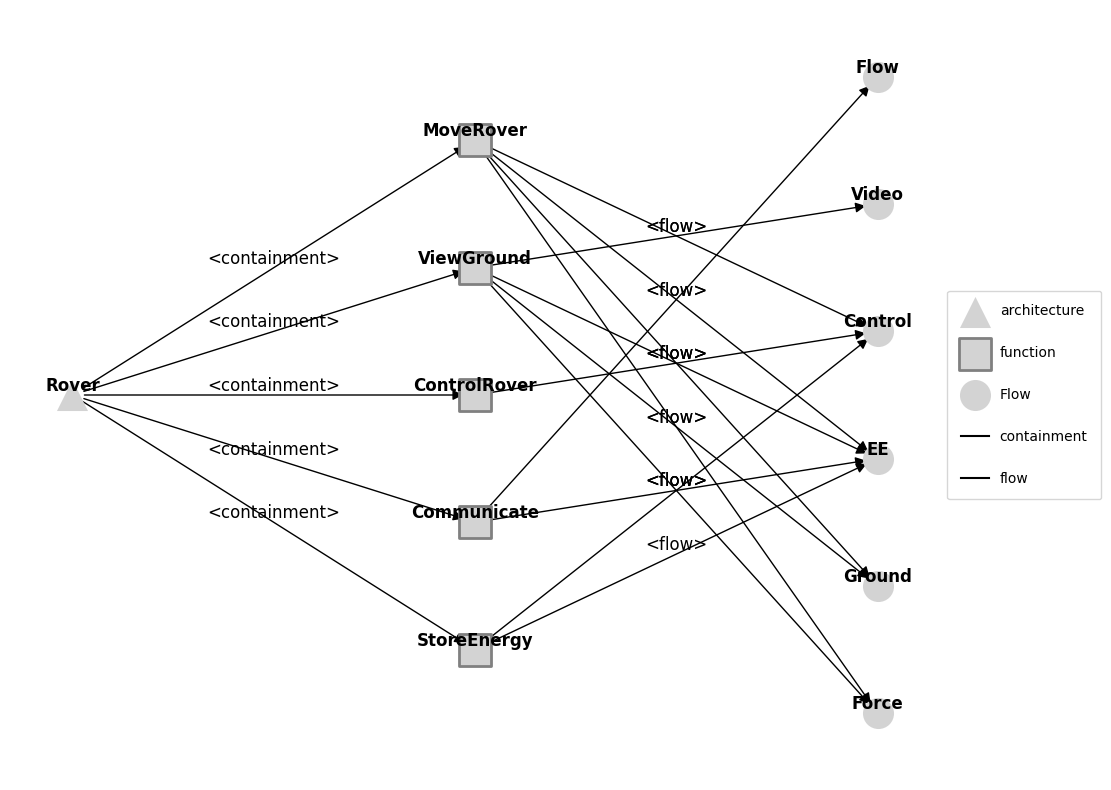 Flow
MoveRover
Video
<flow>
ViewGround
<containment>
<flow>
architecture
<containment>
Control
<flow>
function
Rover
<containment>
ControlRover
Flow
<flow>
<containment>
EE
containment
<flow>
flow
<containment>
Communicate
<flow>
Ground
StoreEnergy
Force